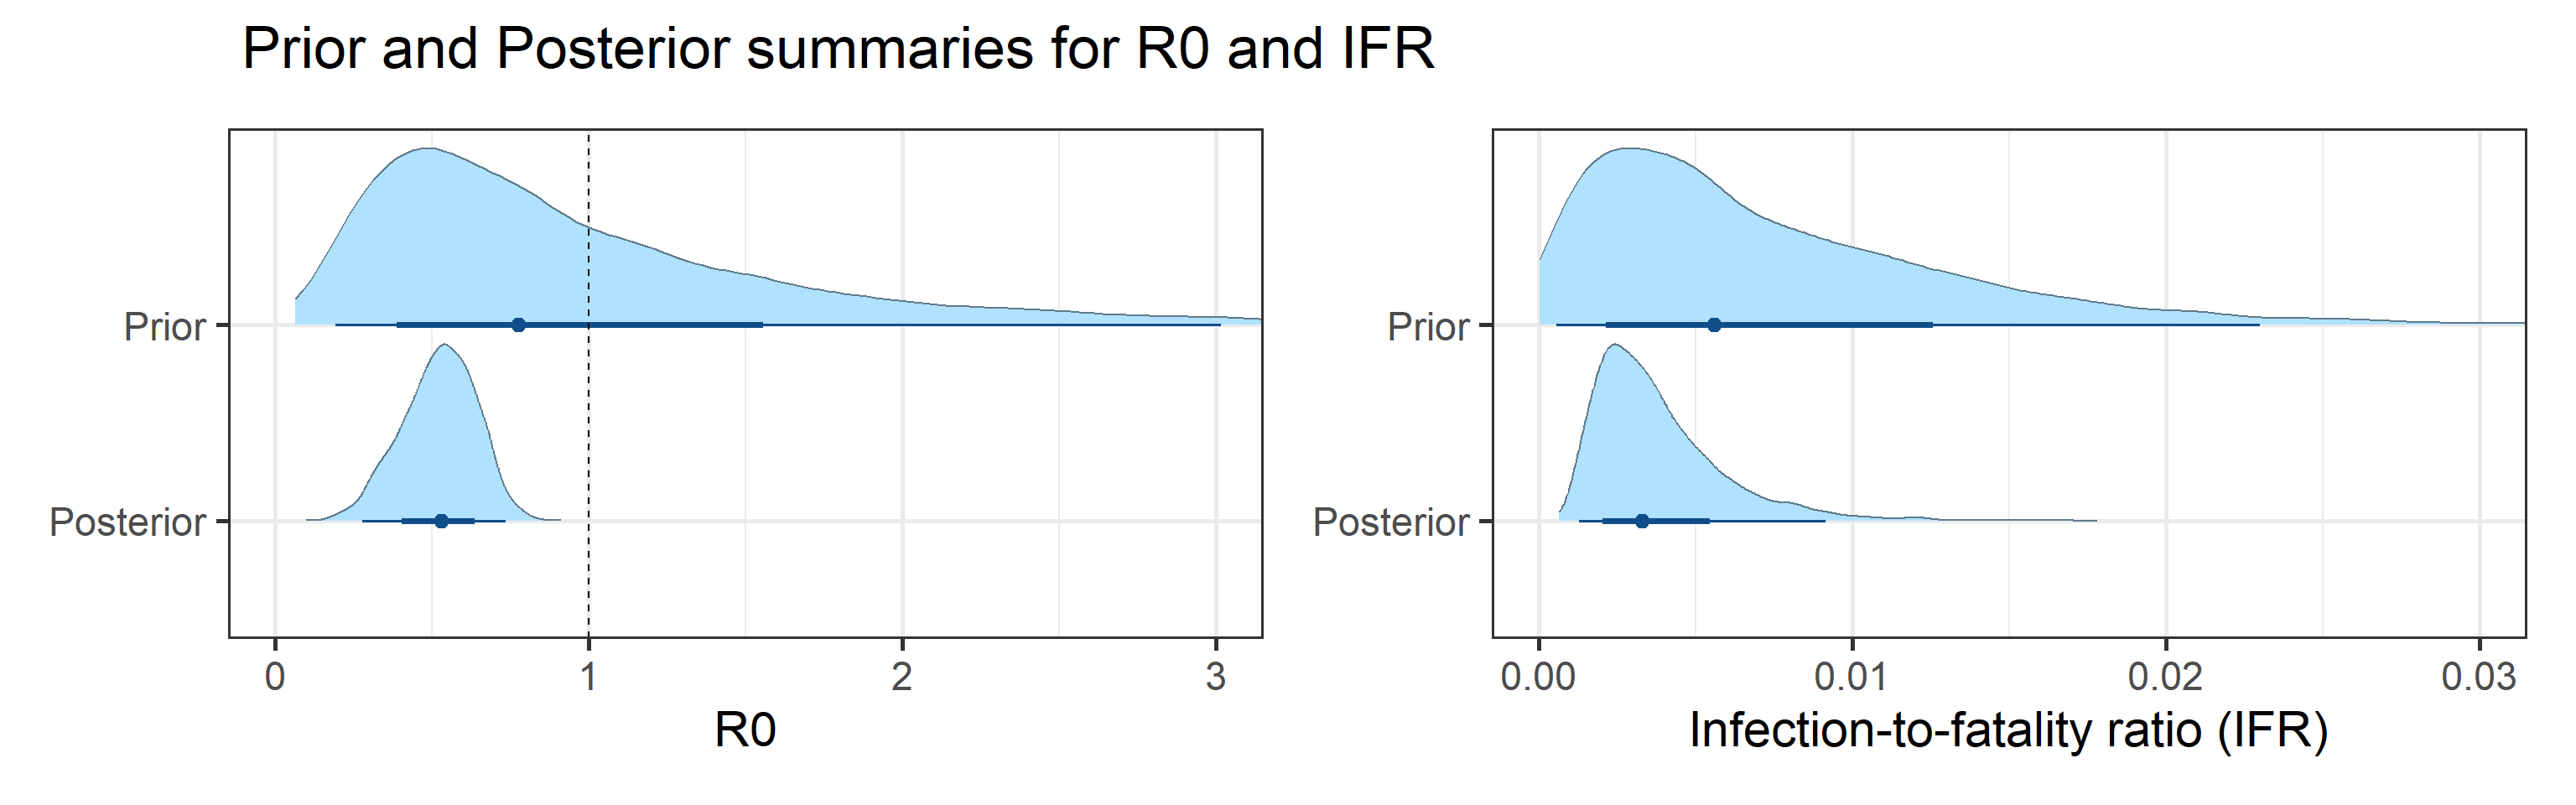 Prior and Posterior summaries for R0 and IFR
Prior
Posterior
0 1 2 3
R0
Prior
Posterior
0.00 0.01 0.02 0.03
Infection-to-fatality ratio (IFR)